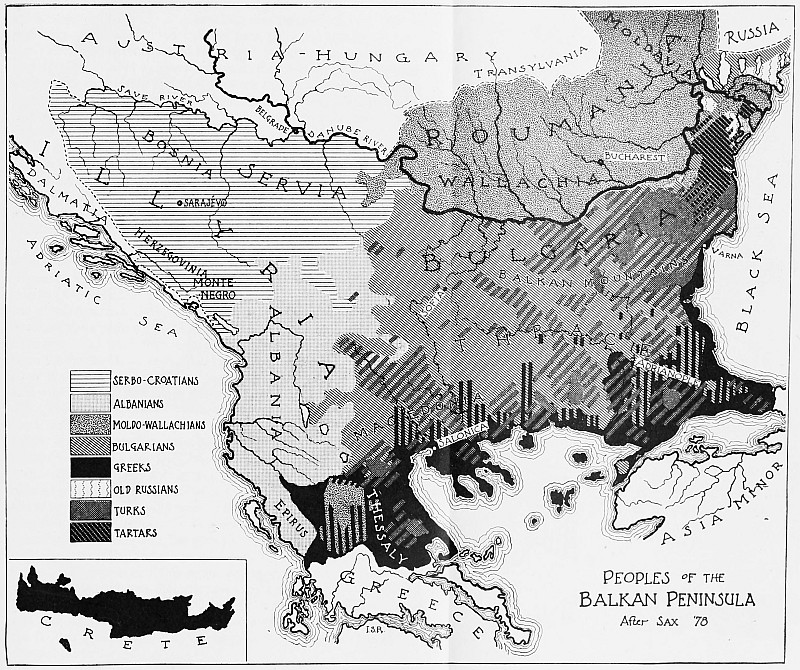 AUSTRIA-HUNGARY
TRANSYLVANIA
MOLDAVIA
RUSSIA
ROUMANIA
SAVE RIVER
BELGRADE
DANUBE RIVER
BUCHAREST
WALLACHIA
BOSNIA
SERVIA
ILLYRIA
DALMATIA
SARAJÉVO
HERZEGOVINIA
MONTE-
NEGRO
ADRIATIC SEA
BULGARIA
BALKAN MOUNTAINS
VARNA
BLACK SEA
SOFIA
THRACE
ADRIANOPLE
ALBANIA
MACEDONIA
SALONICA
EPIRUS
THESSALY
ASIA MINOR
GREECE
ISR.
SERBO-CROATIANS
ALBANIANS
MOLDO-WALLACHIANS
BULGARIANS
GREEKS
OLD RUSSIANS
TURKS
TARTARS
CRETE
PEOPLES OF THE
BALKAN PENINSULA
After SAX '78